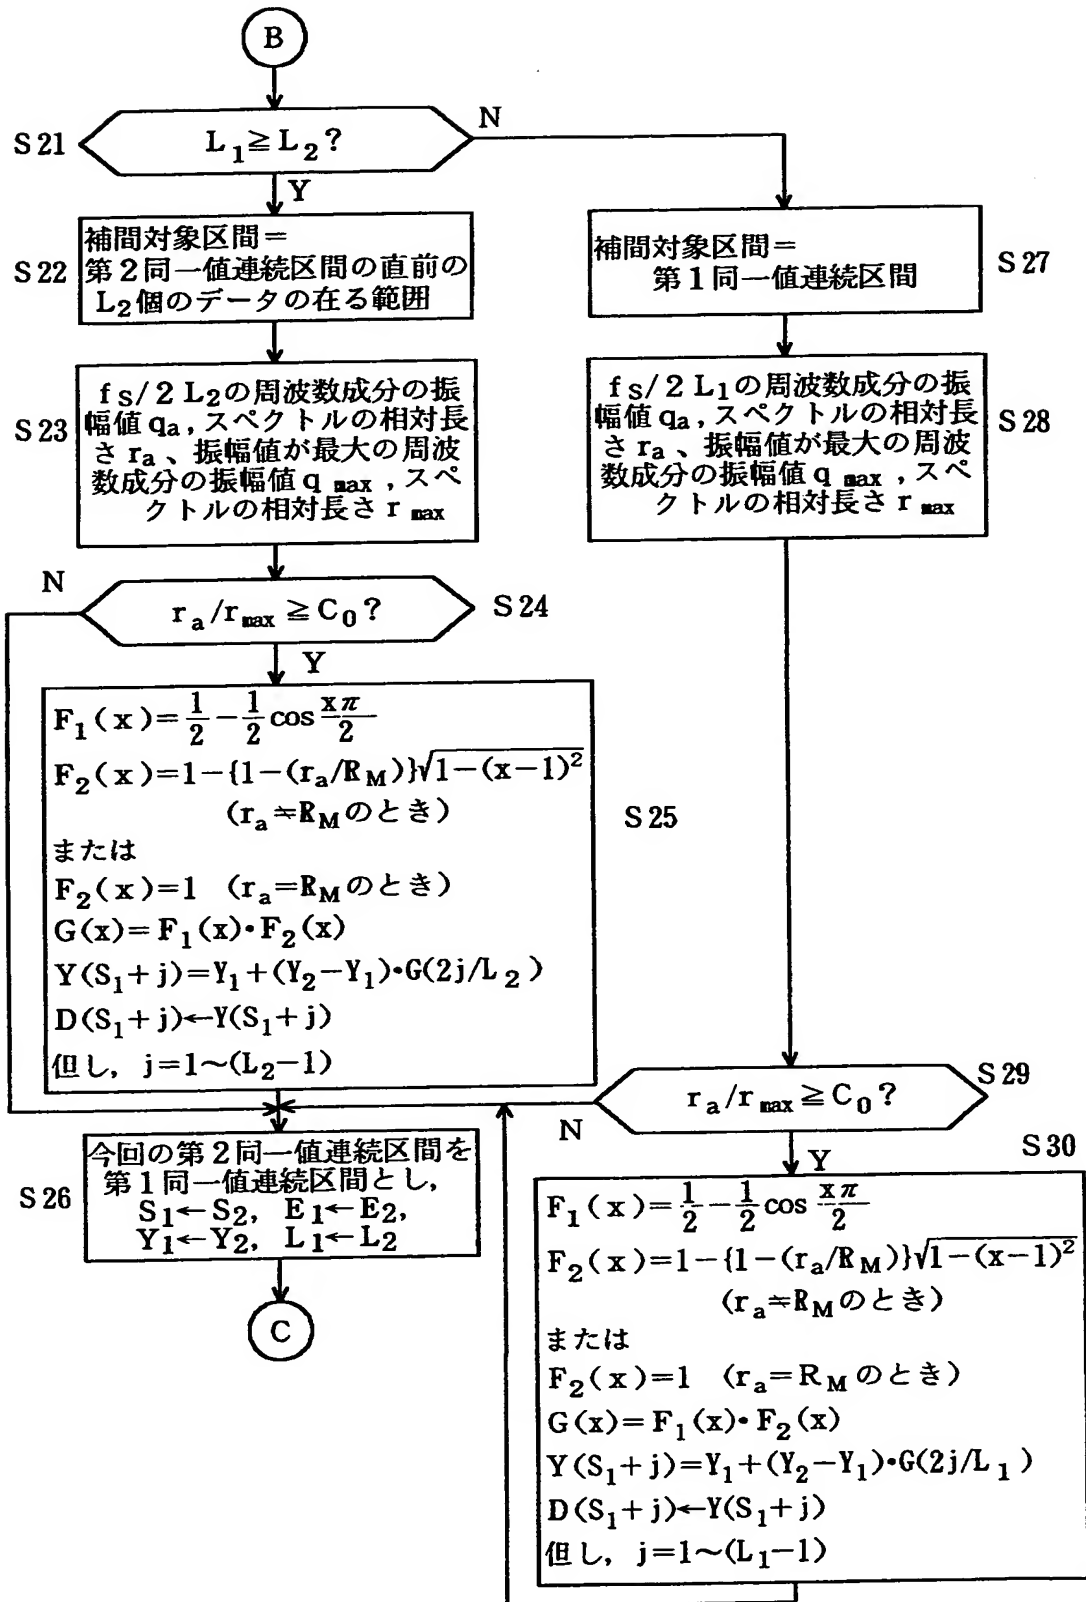 B
S21
L₁≧L₂?
N
Y
S22
補間対象区間=
第2同一値連続区間の直前の
L₂個のデータの在る範囲
補間対象区間=
第1同一値連続区間
S27
S23
fs/2L₂の周波数成分の振
幅値qa,スペクトルの相対長
さra、振幅値が最大の周波
数成分の振幅値q max,スペ
クトルの相対長さr max
fs/2L₁の周波数成分の振
幅値qa,スペクトルの相対長
さra、振幅値が最大の周波
数成分の振幅値q max,スペ
クトルの相対長さr max
S28
N
ra/rmax≧C₀?
S24
Y
F₁(x)=1/2−1/2cos xπ/2
F₂(x)=1−{1−(ra/RM)}√1−(x−1)²
(ra≒RMのとき)
または
F₂(x)=1 (ra=RMのとき)
G(x)=F₁(x)・F₂(x)
Y(S₁+j)=Y₁+(Y₂−Y₁)・G(2j/L₂)
D(S₁+j)←Y(S₁+j)
但し, j=1~(L₂−1)
S25
ra/rmax≧C₀?
S29
N
Y
S26
今回の第2同一値連続区間を
第1同一値連続区間とし,
S₁←S₂, E₁←E₂,
Y₁←Y₂, L₁←L₂
C
S30
F₁(x)=1/2−1/2cos xπ/2
F₂(x)=1−{1−(ra/RM)}√1−(x−1)²
(ra≒RMのとき)
または
F₂(x)=1 (ra=RMのとき)
G(x)=F₁(x)・F₂(x)
Y(S₁+j)=Y₁+(Y₂−Y₁)・G(2j/L₁)
D(S₁+j)←Y(S₁+j)
但し, j=1~(L₁−1)